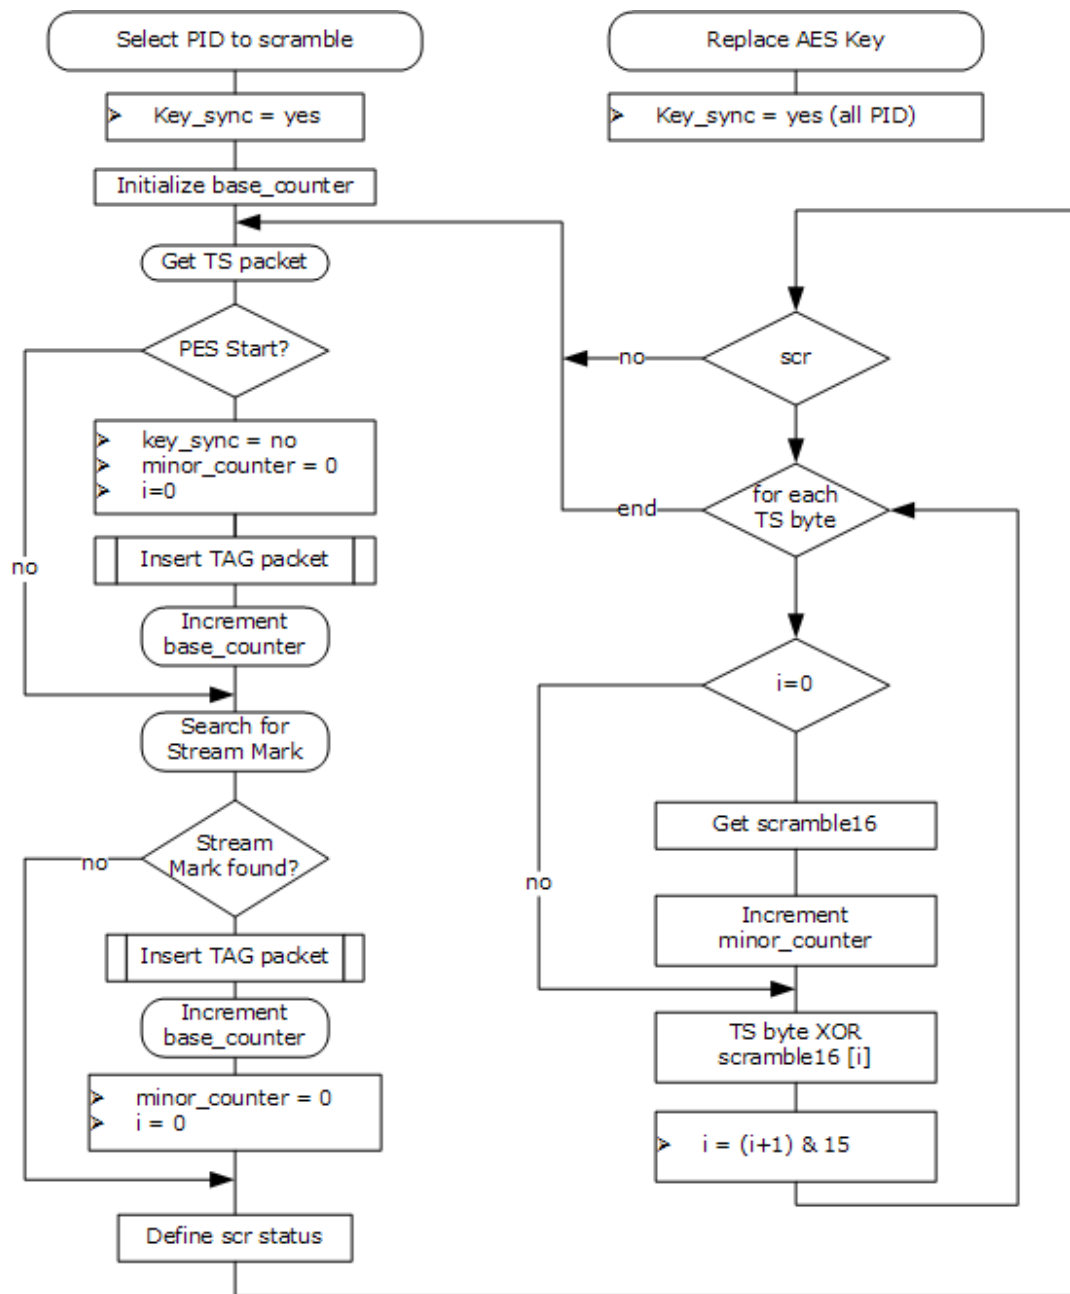 Select PID to scramble
Key_sync = yes
Initialize base_counter
Get TS packet
PES Start?
key_sync = no
minor_counter = 0
i=0
no
Insert TAG packet
Increment
base_counter
Search for
Stream Mark
Stream
Mark found?
no
Insert TAG packet
Increment
base_counter
minor_counter = 0
i = 0
Define scr status
Replace AES Key
Key_sync = yes (all PID)
scr
no
for each
TS byte
end
i=0
no
Get scramble16
Increment
minor_counter
TS byte XOR
scramble16 [i]
i = (i+1) & 15